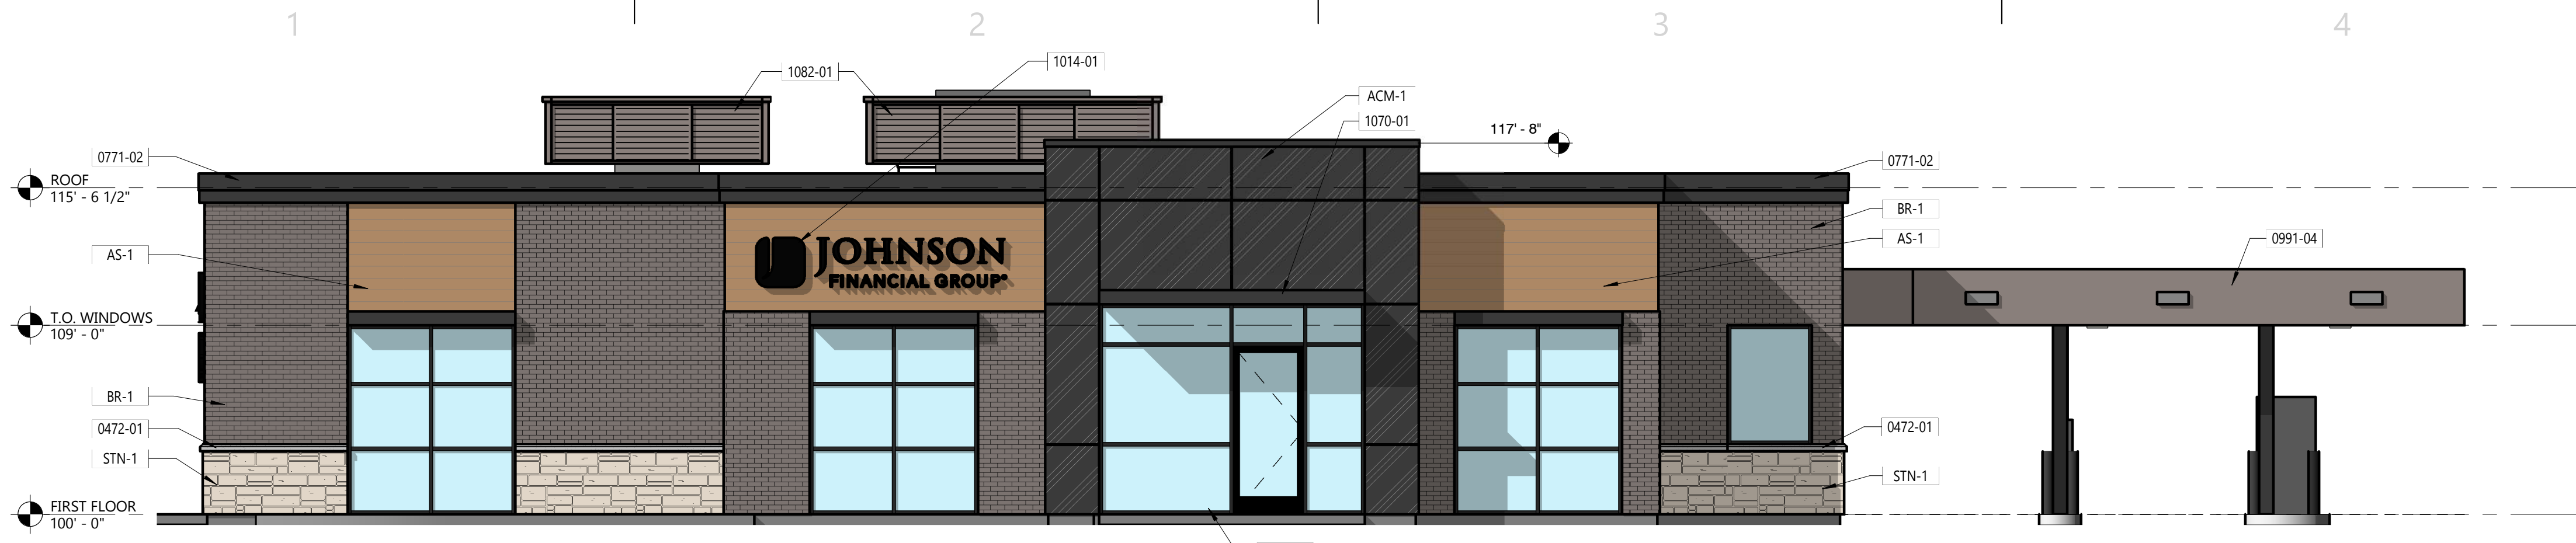 1
2
3
4
1082-01
1014-01
ACM-1
1070-01
117' - 8"
0771-02
0771-02
ROOF
115' - 6 1/2"
BR-1
AS-1
0991-04
AS-1
JOHNSON
FINANCIAL GROUP®
T.O. WINDOWS
109' - 0"
BR-1
0472-01
0472-01
STN-1
STN-1
FIRST FLOOR
100' - 0"